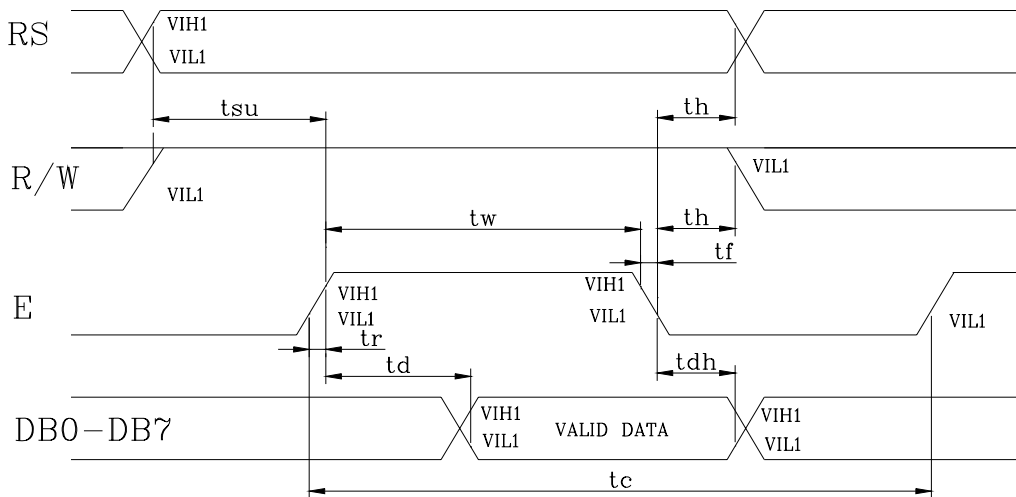 RS
VIH1
VIL1
tsu
th
R/W
VIL1
VIL1
tw
th
tf
E
VIH1
VIL1
VIH1
VIL1
VIL1
tr
td
tdh
DB0-DB7
VIH1
VIL1
VALID DATA
VIH1
VIL1
tc